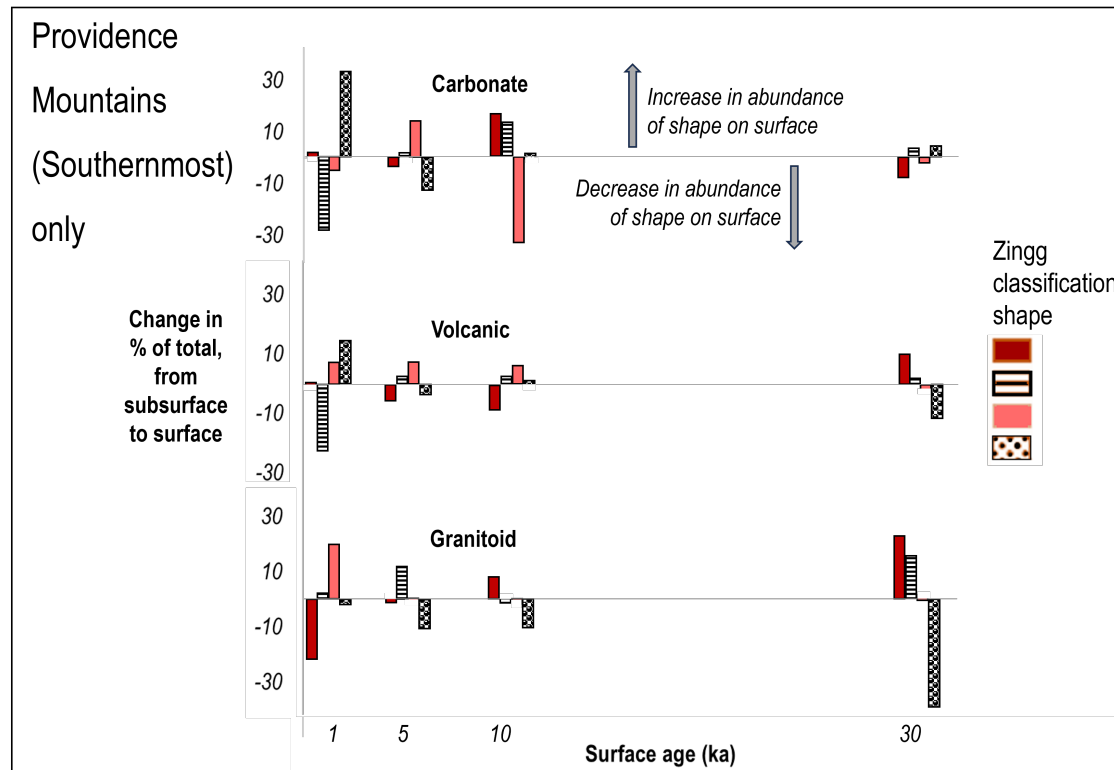 Providence
Mountains
(Southernmost)
only
30
10
-10
-30
Carbonate
Increase in abundance
of shape on surface
Decrease in abundance
of shape on surface
Change in
% of total,
from
subsurface
to surface
30
10
-10
-30
Volcanic
Zingg
classification
shape
30
10
-10
-30
Granitoid
1
5
10
30
Surface age (ka)